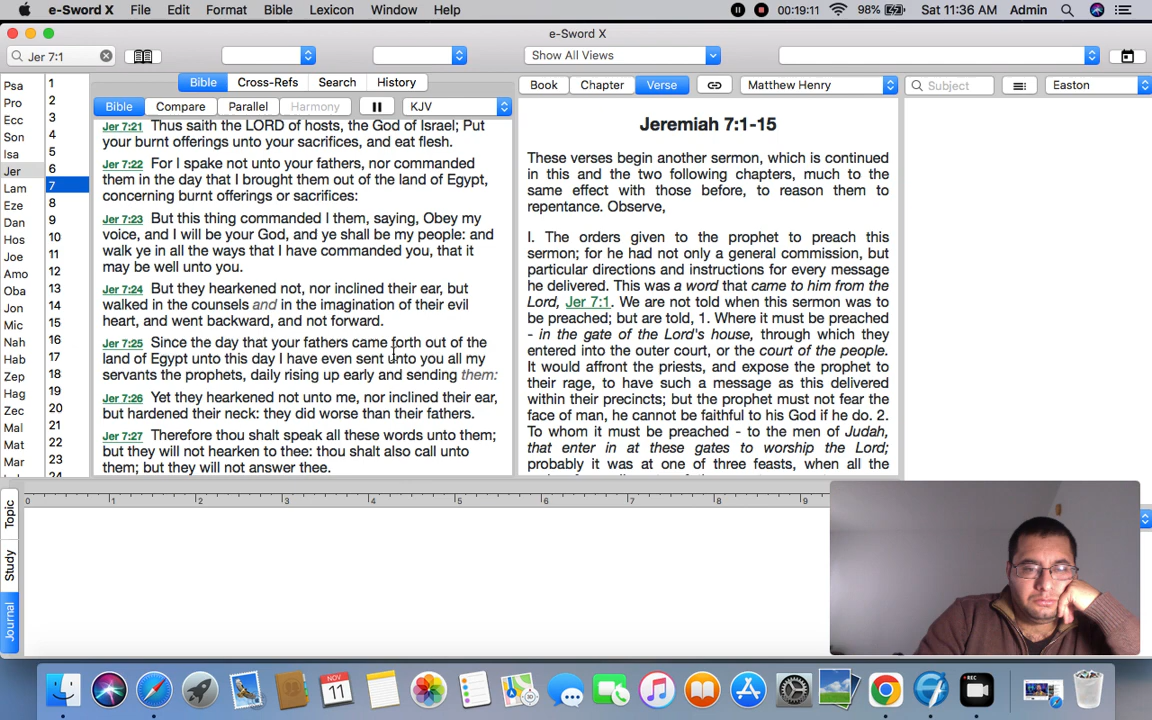 e-Sword X File Edit Format Bible Lexicon Window Help 00:19:11 98% Sat 11:36 AM Admin
e-Sword X
Jer 7:1
Show All Views
Bible Cross-Refs Search History
Bible Compare Parallel Harmony KJV
Book Chapter Verse Matthew Henry Subject Easton
Psa
Pro
Ecc
Son
Isa
Jer
Lam
Eze
Dan
Hos
Joe
Amo
Oba
Jon
Mic
Nah
Hab
Zep
Hag
Zec
Mal
Mat
Mar
1
2
3
4
5
6
7
8
9
10
11
12
13
14
15
16
17
18
19
20
21
22
23
24
Jer 7:21 Thus saith the LORD of hosts, the God of Israel; Put
your burnt offerings unto your sacrifices, and eat flesh.
Jer 7:22 For I spake not unto your fathers, nor commanded
them in the day that I brought them out of the land of Egypt,
concerning burnt offerings or sacrifices:
Jer 7:23 But this thing commanded I them, saying, Obey my
voice, and I will be your God, and ye shall be my people: and
walk ye in all the ways that I have commanded you, that it
may be well unto you.
Jer 7:24 But they hearkened not, nor inclined their ear, but
walked in the counsels and in the imagination of their evil
heart, and went backward, and not forward.
Jer 7:25 Since the day that your fathers came forth out of the
land of Egypt unto this day I have even sent unto you all my
servants the prophets, daily rising up early and sending them:
Jer 7:26 Yet they hearkened not unto me, nor inclined their ear,
but hardened their neck: they did worse than their fathers.
Jer 7:27 Therefore thou shalt speak all these words unto them;
but they will not hearken to thee: thou shalt also call unto
them; but they will not answer thee.
Jeremiah 7:1-15
These verses begin another sermon, which is continued
in this and the two following chapters, much to the
same effect with those before, to reason them to
repentance. Observe,
I. The orders given to the prophet to preach this
sermon; for he had not only a general commission, but
particular directions and instructions for every message
he delivered. This was a word that came to him from the
Lord, Jer 7:1. We are not told when this sermon was to
be preached; but are told, 1. Where it must be preached
- in the gate of the Lord's house, through which they
entered into the outer court, or the court of the people.
It would affront the priests, and expose the prophet to
their rage, to have such a message as this delivered
within their precincts; but the prophet must not fear the
face of man, he cannot be faithful to his God if he do. 2.
To whom it must be preached - to the men of Judah,
that enter in at these gates to worship the Lord;
probably it was at one of three feasts, when all the
0 1 2 3 4 5 6 7 8 9
Topic
Study
Journal
NOV
11
REC